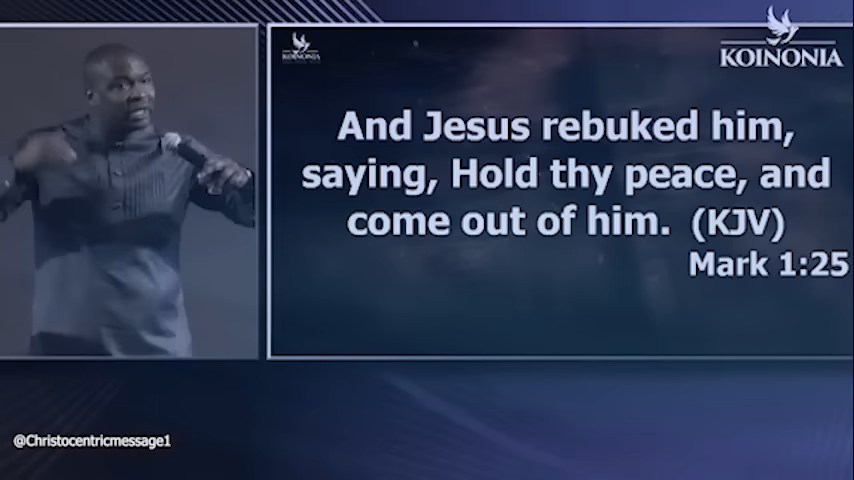 KOINONIA
KOINONIA
And Jesus rebuked him,
saying, Hold thy peace, and
come out of him. (KJV)
Mark 1:25
@Christocentricmessage1